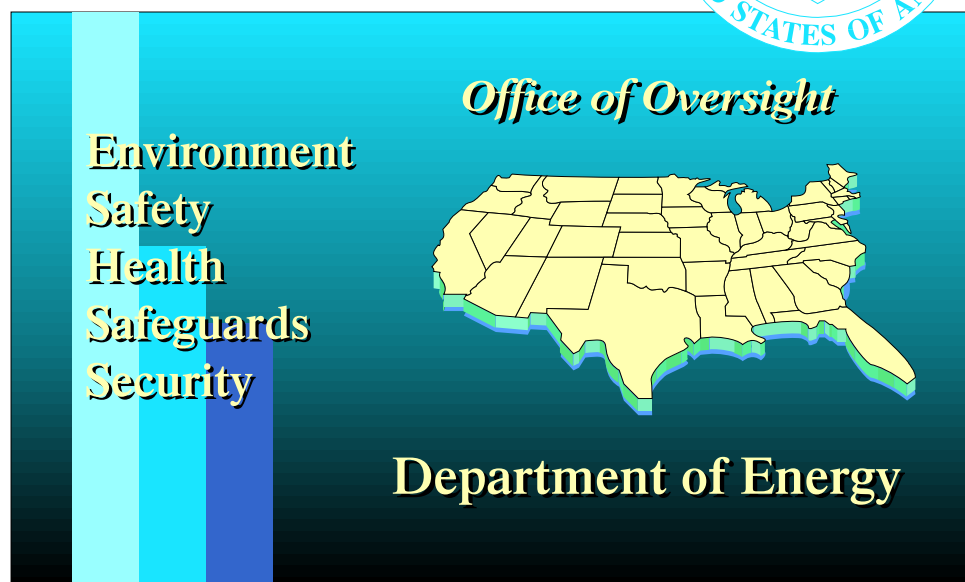 STATES OF
Office of Oversight
Environment
Safety
Health
Safeguards
Security
Department of Energy